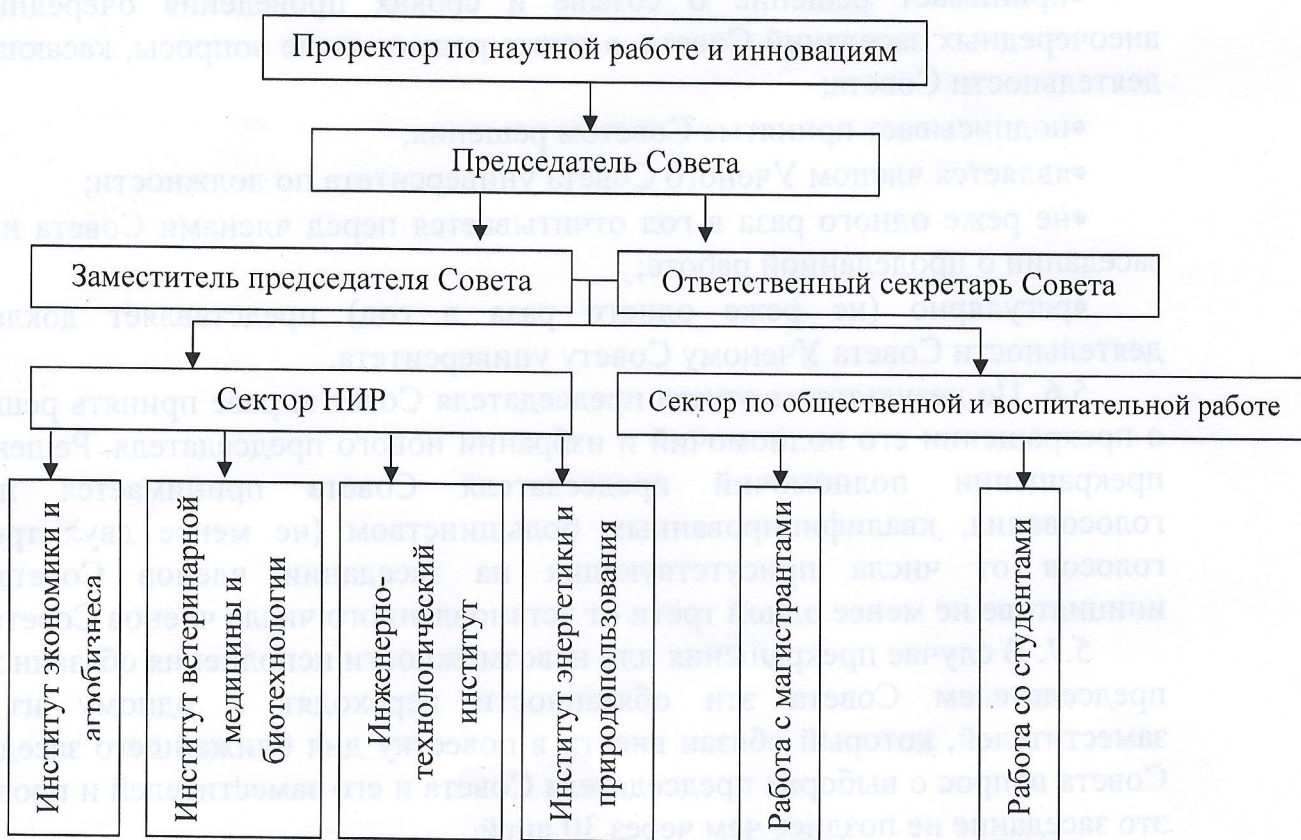 Проректор по научной работе и инновациям
Председатель Совета
Заместитель председателя Совета
Ответственный секретарь Совета
Сектор НИР
Сектор по общественной и воспитательной работе
Институт экономики и
агробизнеса
Институт ветеринарной
медицины и
биотехнологии
Инженерно-
технологический
институт
Институт энергетики и
природопользования
Работа с магистрантами
Работа со студентами